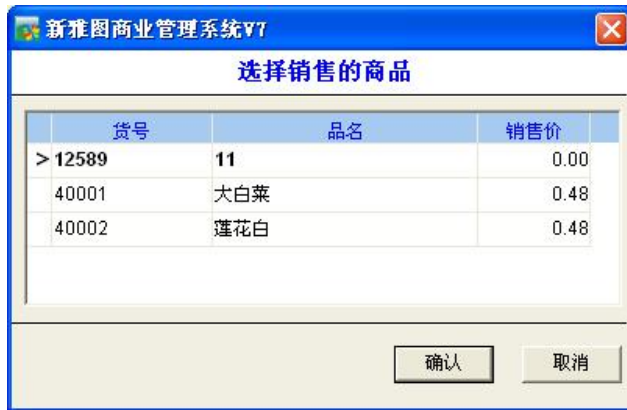 新雅图商业管理系统V7
选择销售的商品
货号 品名 销售价
> 12589 11 0.00
40001 大白菜 0.48
40002 莲花白 0.48
确认 取消